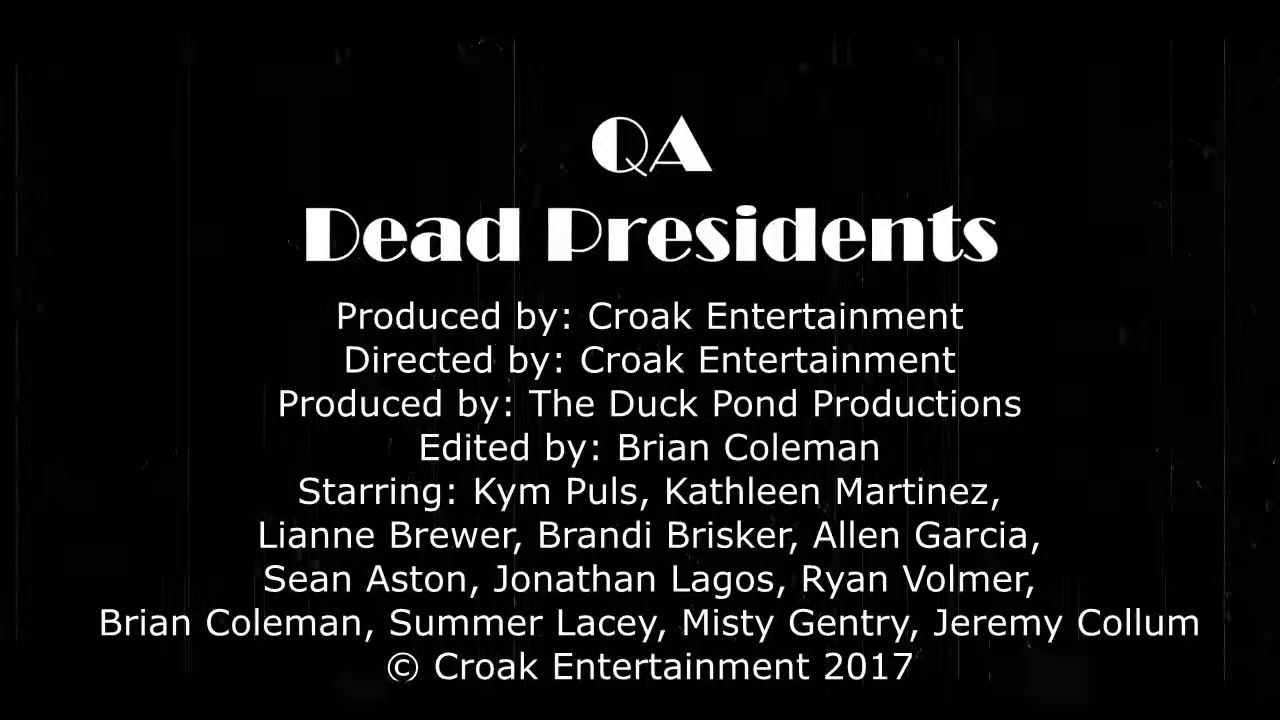 QA
Dead Presidents
Produced by: Croak Entertainment
Directed by: Croak Entertainment
Produced by: The Duck Pond Productions
Edited by: Brian Coleman
Starring: Kym Puls, Kathleen Martinez,
Lianne Brewer, Brandi Brisker, Allen Garcia,
Sean Aston, Jonathan Lagos, Ryan Volmer,
Brian Coleman, Summer Lacey, Misty Gentry, Jeremy Collum
© Croak Entertainment 2017